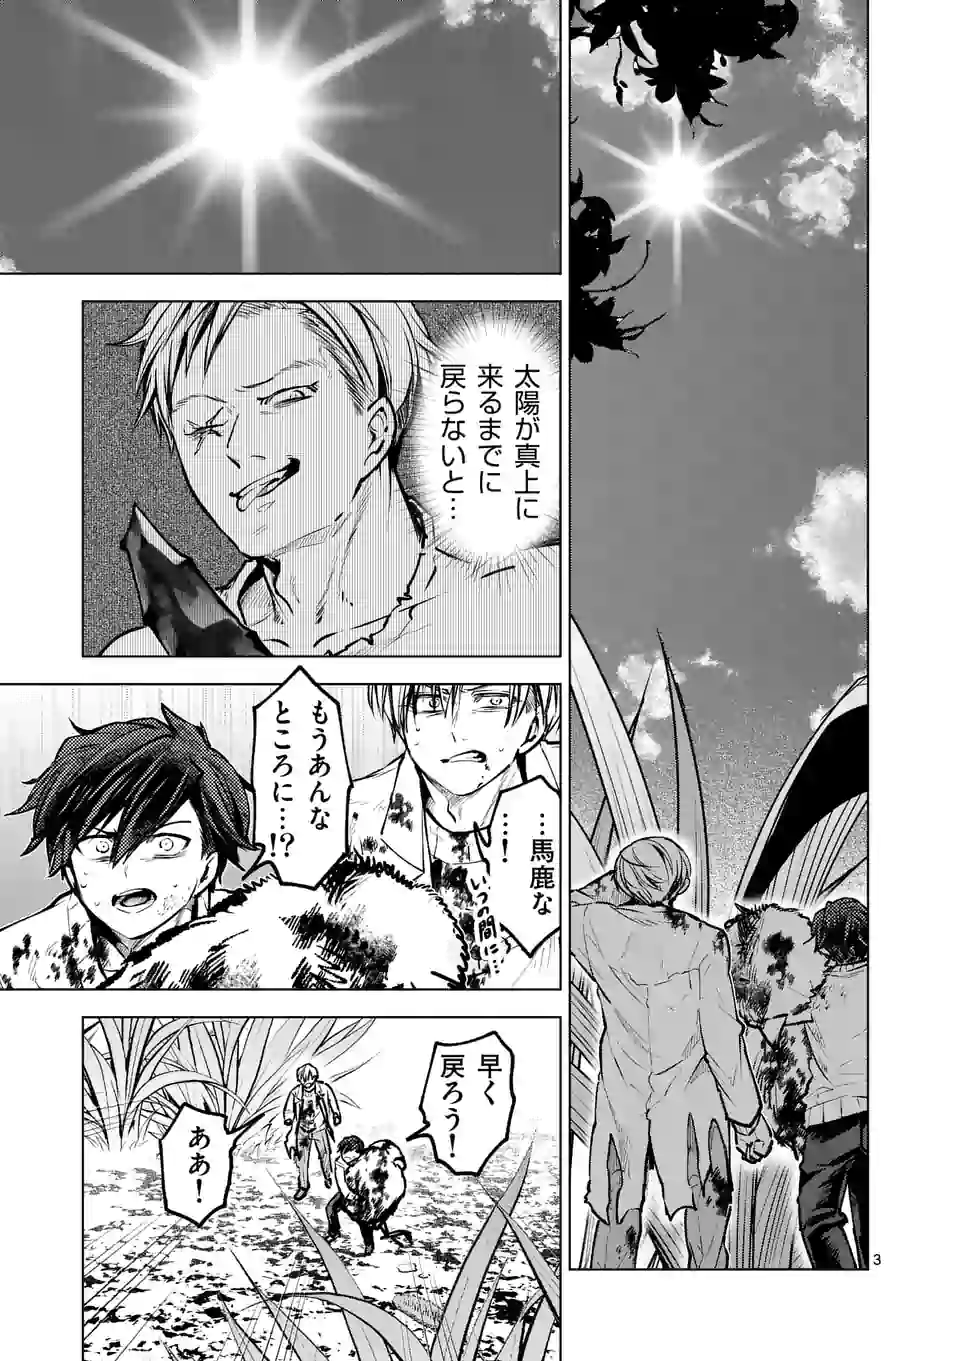 太陽が真上に
来るまでに
戻らないと…
…馬鹿な
…！
いつの間に…
もうあんな
ところに…!?
早く
戻ろう！
ああ！
3